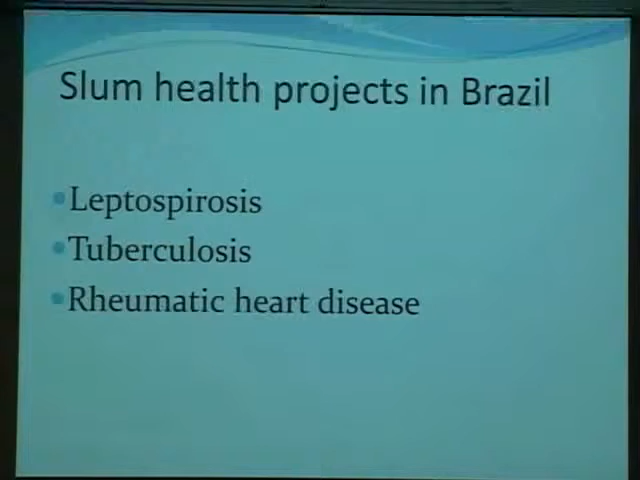 Slum health projects in Brazil
Leptospirosis
Tuberculosis
Rheumatic heart disease